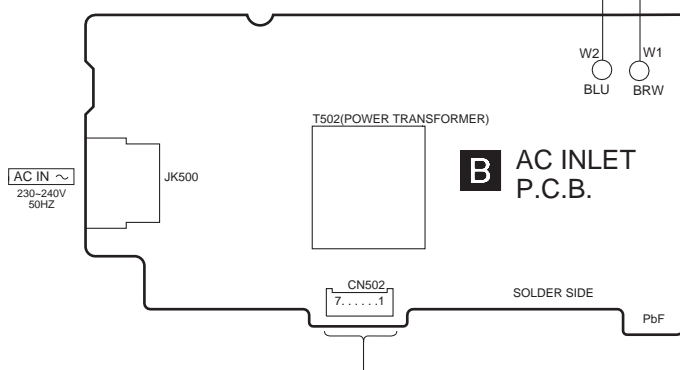 W2
W1
BLU
BRW
T502(POWER TRANSFORMER)
B
AC INLET
P.C.B.
AC IN ~
230~240V
50HZ
JK500
CN502
7. . . . . .1
SOLDER SIDE
PbF